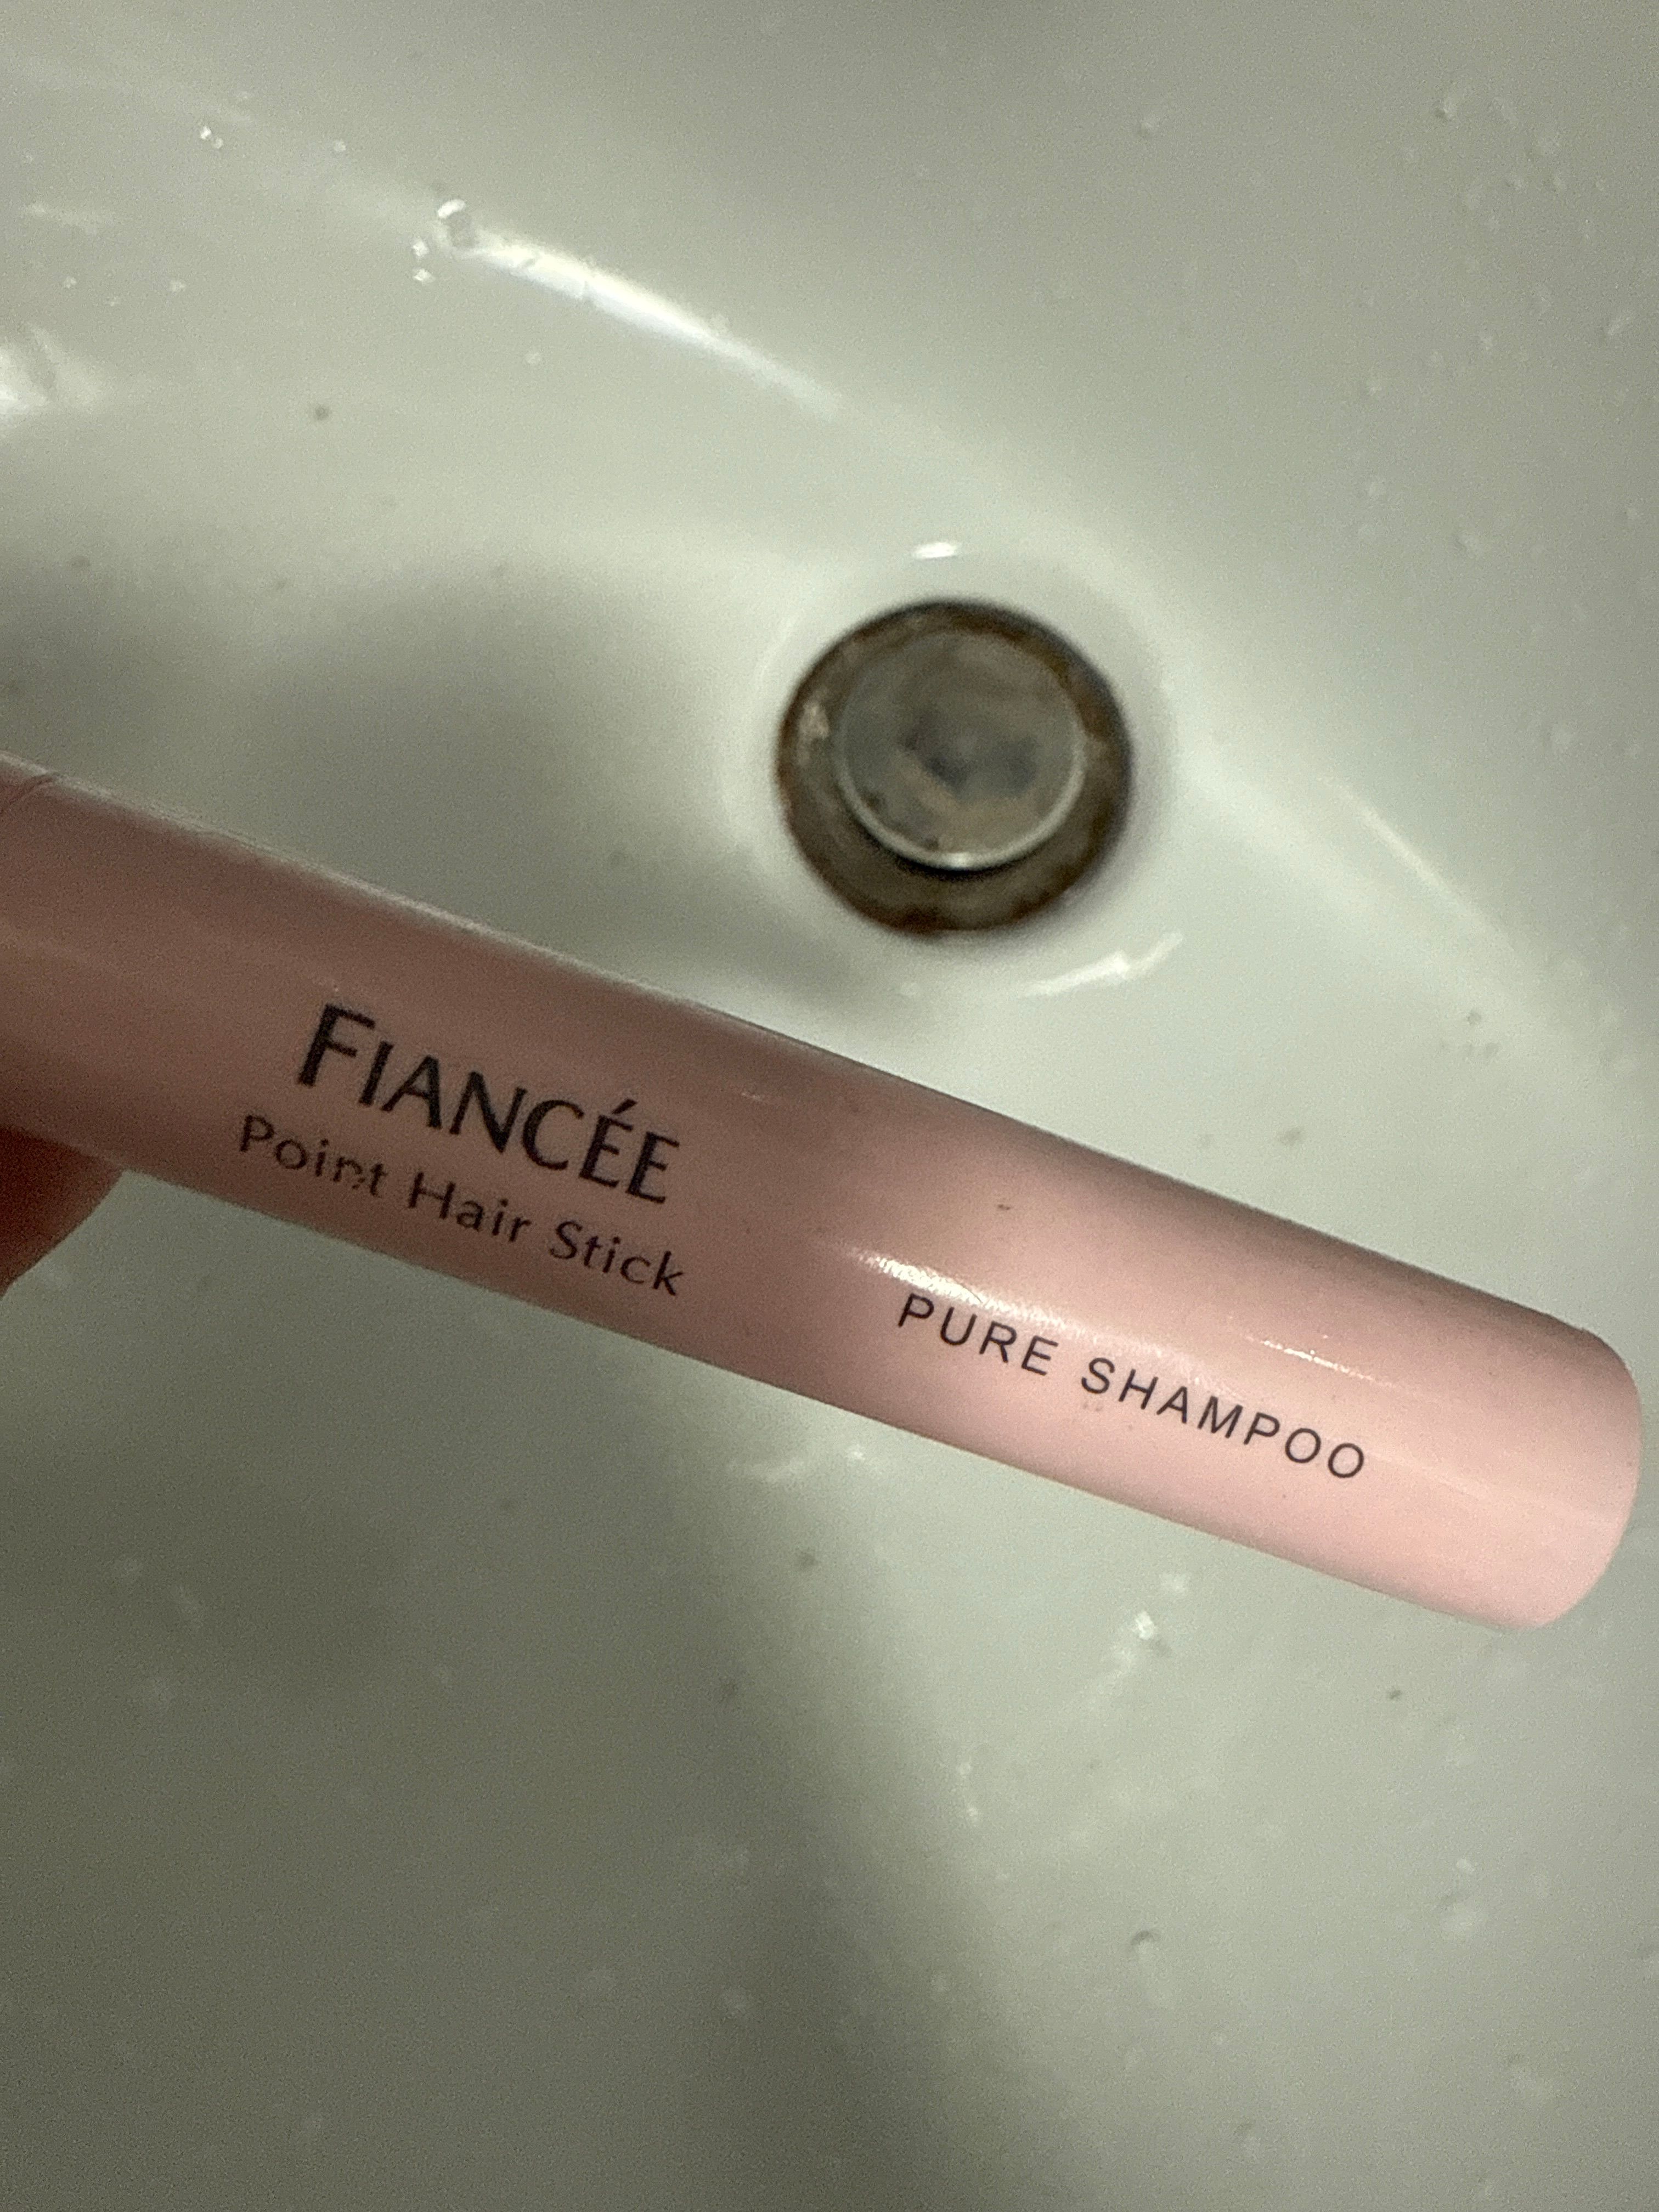 FIANCÉE
Point Hair Stick
PURE SHAMPOO